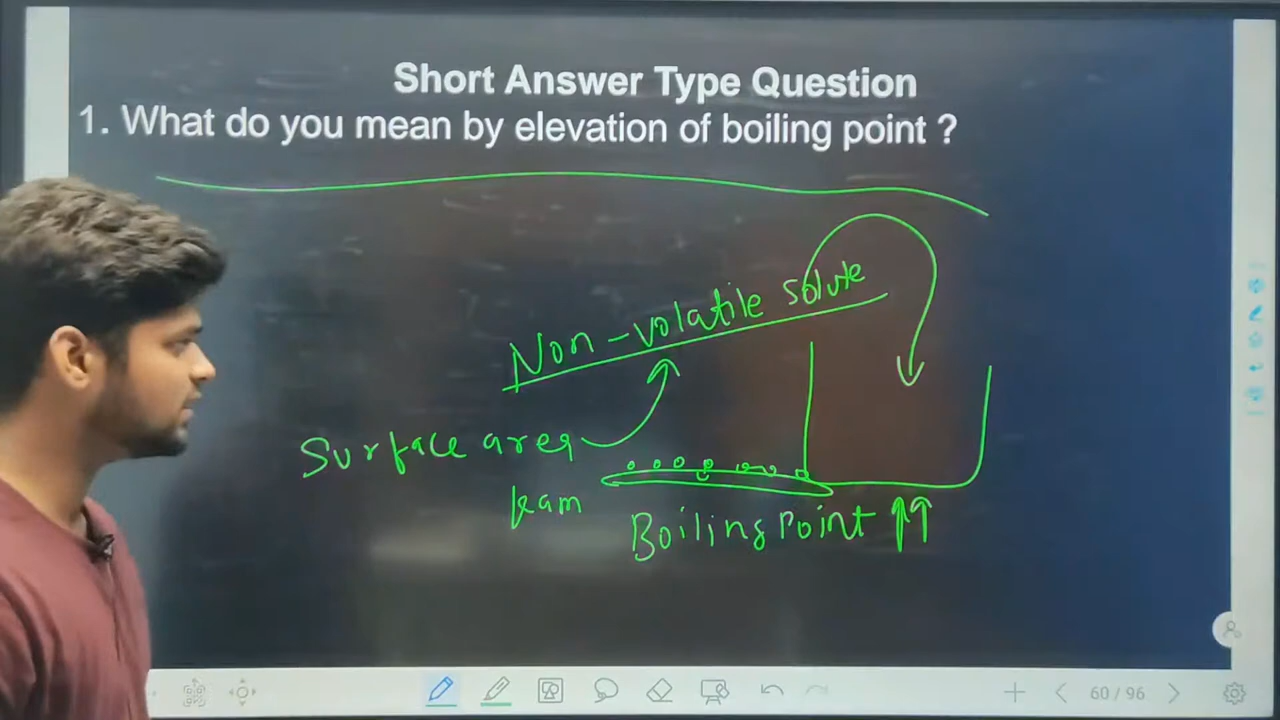 Short Answer Type Question
1. What do you mean by elevation of boiling point ?
Non-volatile solute
Surface area
kam
Boiling Point ↑↑
60 / 96